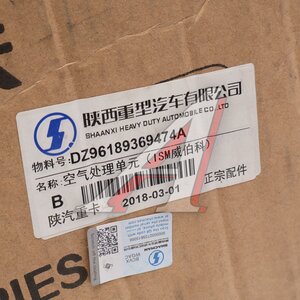 陕西重型汽车有限公司
SHAANXI HEAVY DUTY AUTOMOBILE CO.,LTD
物料号:DZ96189369474A
名称:空气处理单元(ISM威伯科)
B
陕汽重卡 2018-03-01 正宗配件
RIES